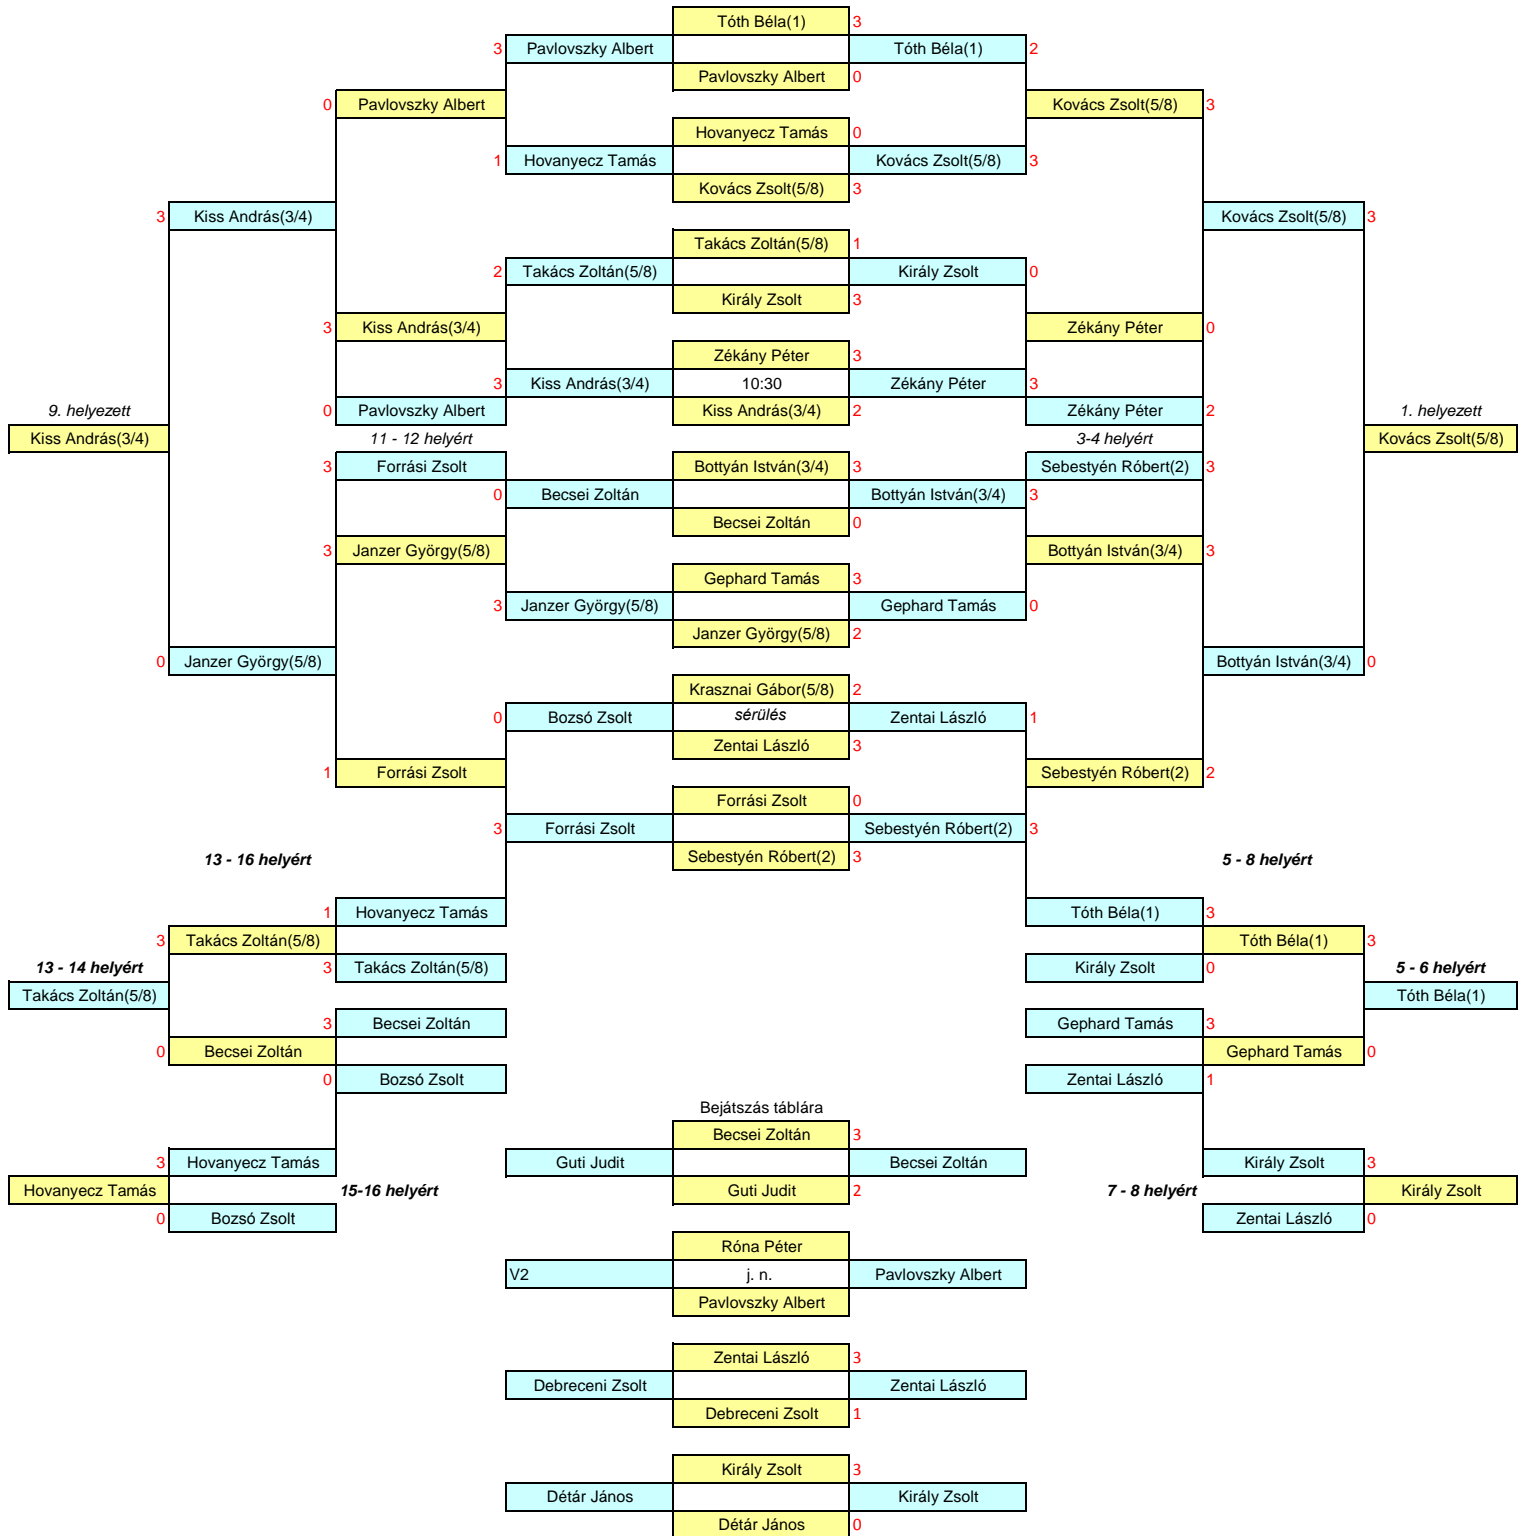 Tóth Béla(1) 3
3 Pavlovszky Albert Tóth Béla(1) 2
Pavlovszky Albert 0
0 Pavlovszky Albert Kovács Zsolt(5/8) 3
Hovanyecz Tamás 0
1 Hovanyecz Tamás Kovács Zsolt(5/8) 3
Kovács Zsolt(5/8) 3
3 Kiss András(3/4) Kovács Zsolt(5/8) 3
Takács Zoltán(5/8) 1
2 Takács Zoltán(5/8) Király Zsolt 0
Király Zsolt 3
3 Kiss András(3/4) Zékány Péter 0
Zékány Péter 3
3 Kiss András(3/4) 10:30 Zékány Péter 3
9. helyezett 0 Pavlovszky Albert Kiss András(3/4) 2 Zékány Péter 2 1. helyezett
Kiss András(3/4) 11 - 12 helyért 3-4 helyért Kovács Zsolt(5/8)
3 Forrási Zsolt Bottyán István(3/4) 3 Sebestyén Róbert(2) 3
0 Becsei Zoltán Bottyán István(3/4) 3
Becsei Zoltán 0
3 Janzer György(5/8) Bottyán István(3/4) 3
Gephard Tamás 3
3 Janzer György(5/8) Gephard Tamás 0
Janzer György(5/8) 2
0 Janzer György(5/8) Bottyán István(3/4) 0
Krasznai Gábor(5/8) 2
0 Bozsó Zsolt sérülés Zentai László 1
Zentai László 3
1 Forrási Zsolt Sebestyén Róbert(2) 2
Forrási Zsolt 0
3 Forrási Zsolt Sebestyén Róbert(2) 3
13 - 16 helyért Sebestyén Róbert(2) 3 5 - 8 helyért
1 Hovanyecz Tamás Tóth Béla(1) 3
3 Takács Zoltán(5/8) Tóth Béla(1) 3
13 - 14 helyért 3 Takács Zoltán(5/8) Király Zsolt 0 5 - 6 helyért
Takács Zoltán(5/8) Tóth Béla(1)
3 Becsei Zoltán Gephard Tamás 3
0 Becsei Zoltán Gephard Tamás 0
0 Bozsó Zsolt Zentai László 1
Bejátszás táblára
Becsei Zoltán 3
3 Hovanyecz Tamás Guti Judit Becsei Zoltán Király Zsolt 3
Hovanyecz Tamás 15-16 helyért Guti Judit 2 7 - 8 helyért Király Zsolt
0 Bozsó Zsolt Zentai László 0
Róna Péter
V2 j. n. Pavlovszky Albert
Pavlovszky Albert
Zentai László 3
Debreceni Zsolt Zentai László
Debreceni Zsolt 1
Király Zsolt 3
Détár János Király Zsolt
Détár János 0